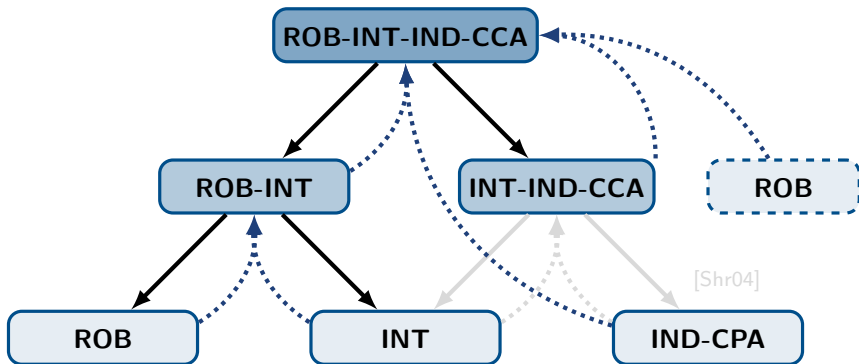 ROB-INT-IND-CCA
ROB-INT
INT-IND-CCA
ROB
[Shr04]
ROB
INT
IND-CPA